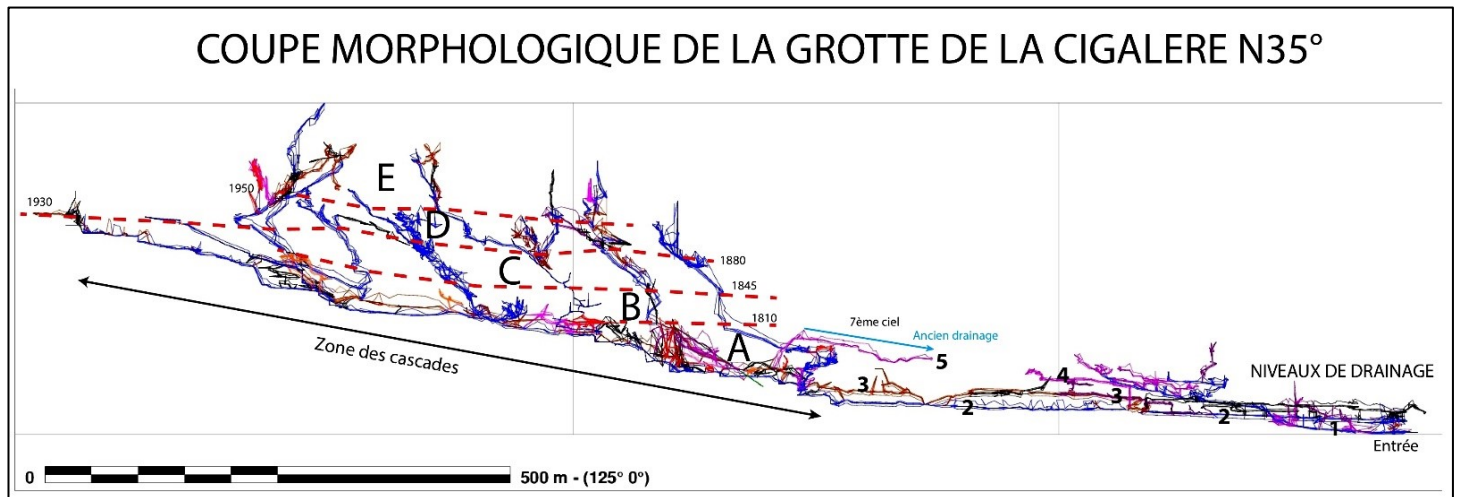 COUPE MORPHOLOGIQUE DE LA GROTTE DE LA CIGALERE N35°
E
1950
1930
D
1880
C
1845
B
1810
7ème ciel
Ancien drainage
A
5
Zone des cascades
4
NIVEAUX DE DRAINAGE
3
3
2
2
1
Entrée
0
500 m - (125° 0°)